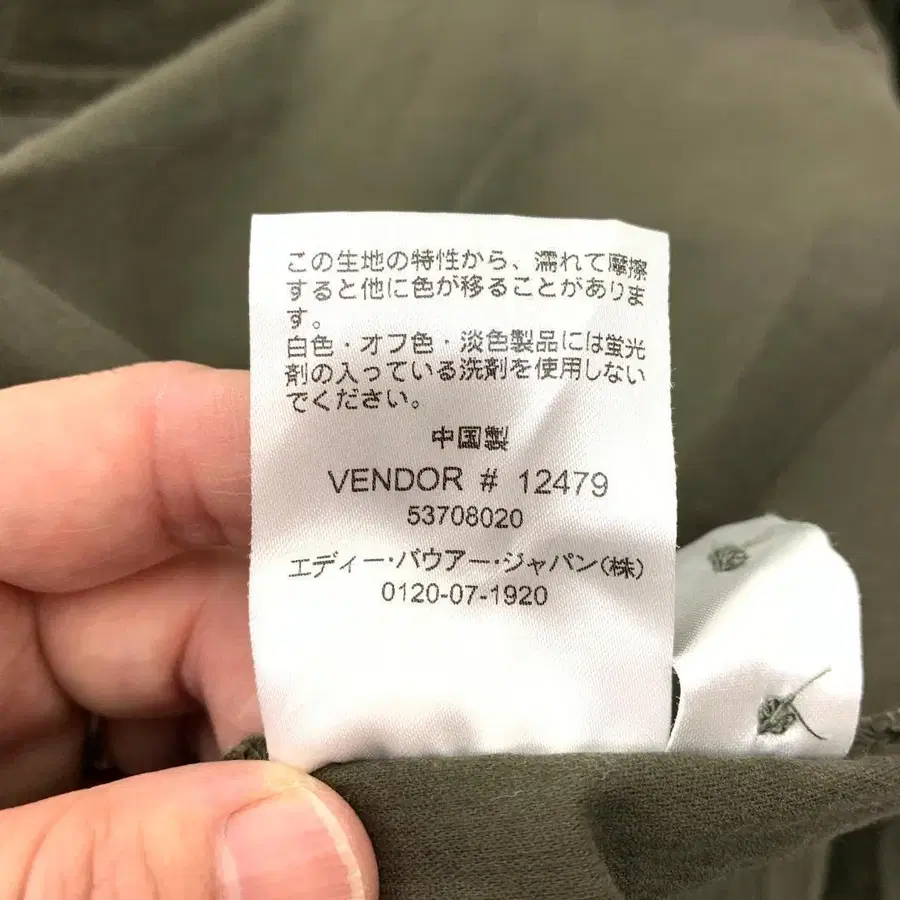 この生地の特性から、濡れて摩擦
すると他に色が移ることがありま
す。
白色・オフ色・淡色製品には蛍光
剤の入っている洗剤を使用しない
でください。
中国製
VENDOR # 12479
53708020
エディー・バウアー・ジャパン(株)
0120-07-1920